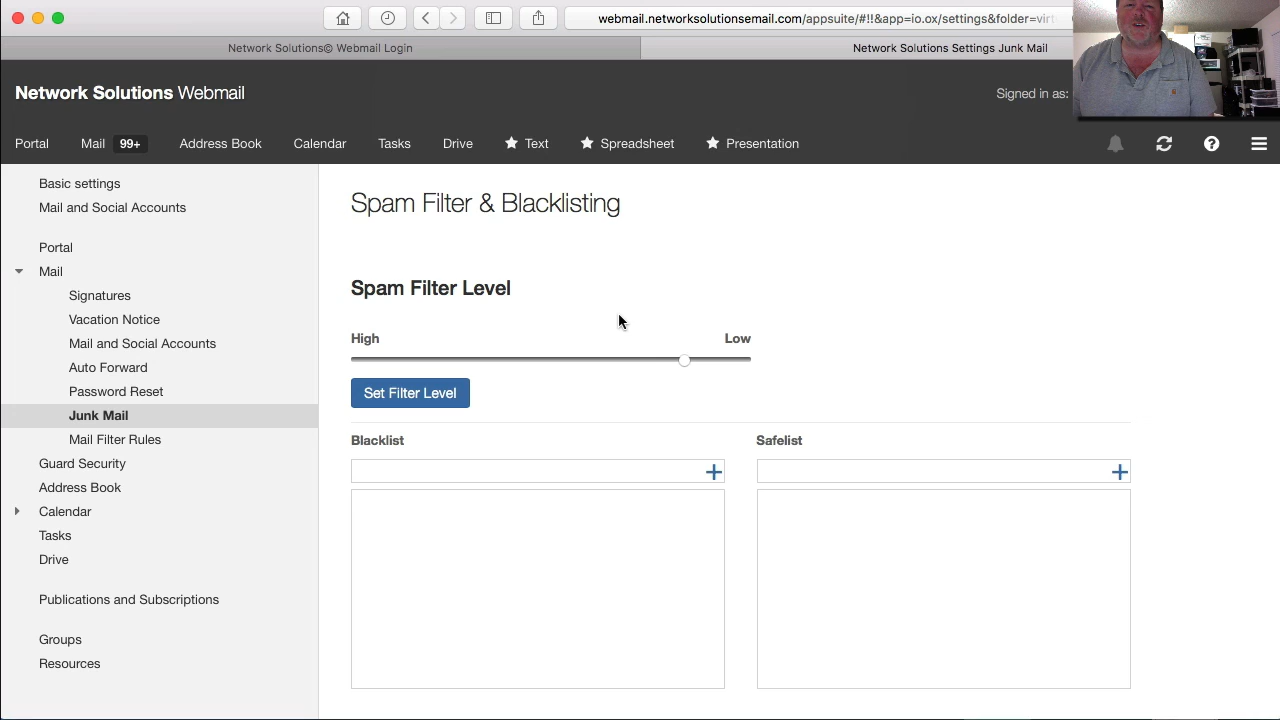 webmail.networksolutionsemail.com/appsuite/#!!&app=io.ox/settings&folder=virt
Network Solutions© Webmail Login
Network Solutions Settings Junk Mail
Network Solutions Webmail
Signed in as:
Portal
Mail 99+
Address Book
Calendar
Tasks
Drive
Text
Spreadsheet
Presentation
Basic settings
Mail and Social Accounts
Portal
Mail
Signatures
Vacation Notice
Mail and Social Accounts
Auto Forward
Password Reset
Junk Mail
Mail Filter Rules
Guard Security
Address Book
Calendar
Tasks
Drive
Publications and Subscriptions
Groups
Resources
Spam Filter & Blacklisting
Spam Filter Level
High
Low
Set Filter Level
Blacklist
Safelist